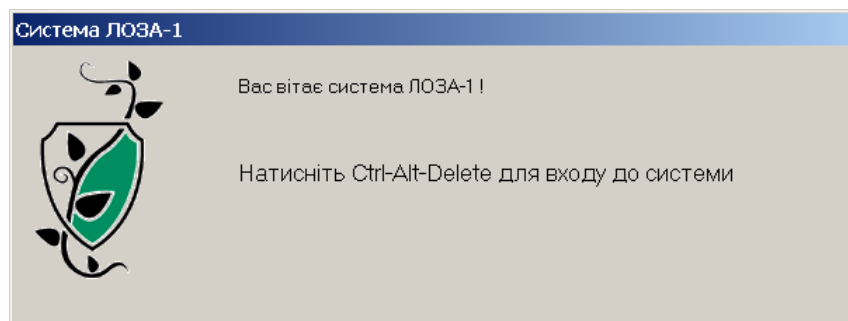 Система ЛОЗА-1
Вас вітає система ЛОЗА-1 !
Натисніть Ctrl-Alt-Delete для входу до системи